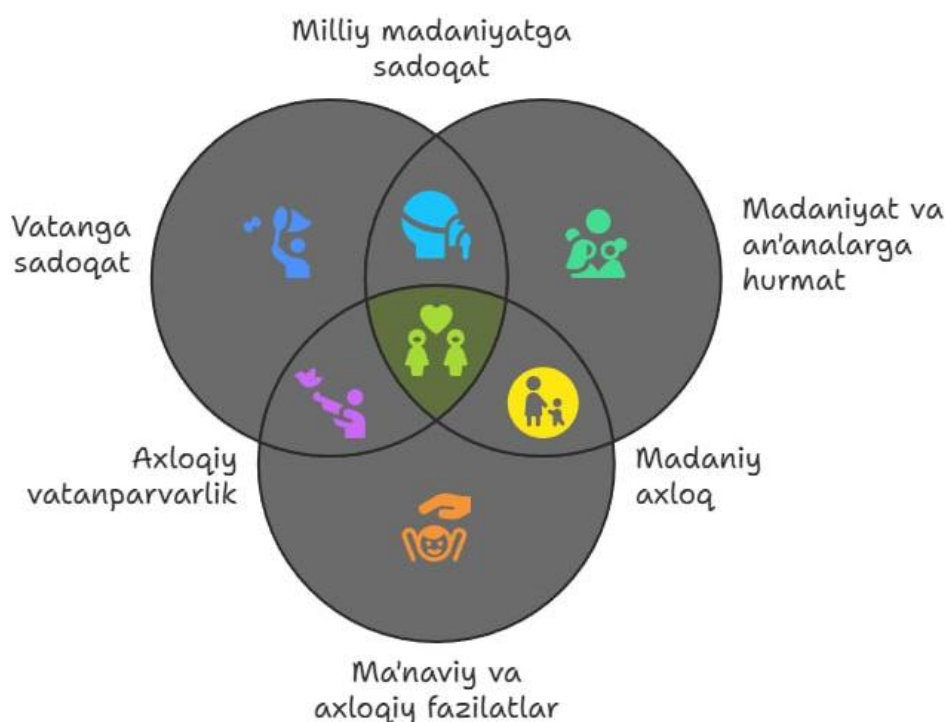 Milliy madaniyatga
sadoqat
Vatanga
sadoqat
Madaniyat va
an'analarga
hurmat
Axloqiy
vatanparvarlik
Madaniy
axloq
Ma'naviy va
axloqiy fazilatlar